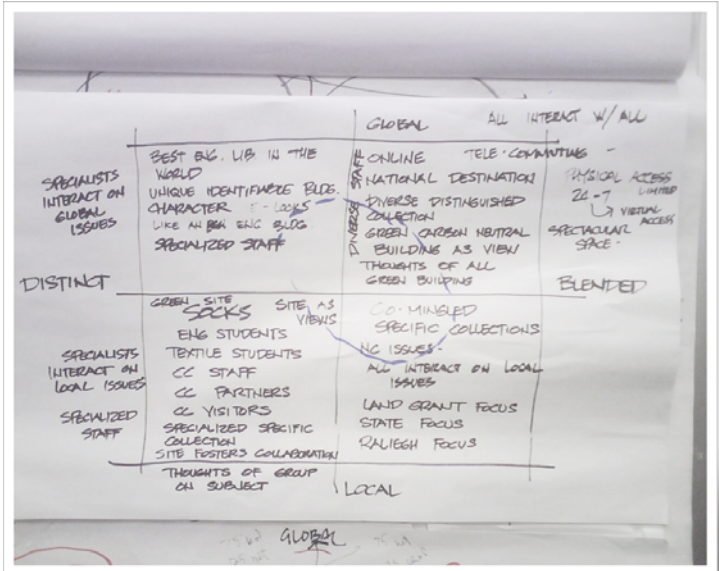 GLOBAL
ALL INTERACT W/ ALL
SPECIALISTS
INTERACT ON
GLOBAL
ISSUES
BEST ENG. LIB IN THE
WORLD
UNIQUE IDENTIFIABLE BLDG.
CHARACTER - LOOKS
LIKE AN ENG BLDG.
SPECIALIZED STAFF
DIVERSE STAFF
ONLINE TELE-COMMUTING -
NATIONAL DESTINATION
DIVERSE DISTINGUISHED
COLLECTION
GREEN CARBON NEUTRAL
BUILDING AS VIEW
THOUGHTS OF ALL
GREEN BUILDING
PHYSICAL ACCESS
24-7 LIMITED
VIRTUAL
ACCESS
SPECTACULAR
SPACE.
DISTINCT
BLENDED
SPECIALISTS
INTERACT ON
LOCAL ISSUES
SPECIALIZED
STAFF
GREEN SITE
SOCKS
SITE AS
VIEWS
ENG STUDENTS
TEXTILE STUDENTS
CC STAFF
CC PARTNERS
CC VISITORS
SPECIALIZED SPECIFIC
COLLECTION
SITE FOSTERS COLLABORATION
THOUGHTS OF GROUP
ON SUBJECT
CO-MINGLED
SPECIFIC COLLECTIONS
NC ISSUES.
ALL INTERACT ON LOCAL
ISSUES
LAND GRANT FOCUS
STATE FOCUS
RALIEGH FOCUS
LOCAL
GLOBAL